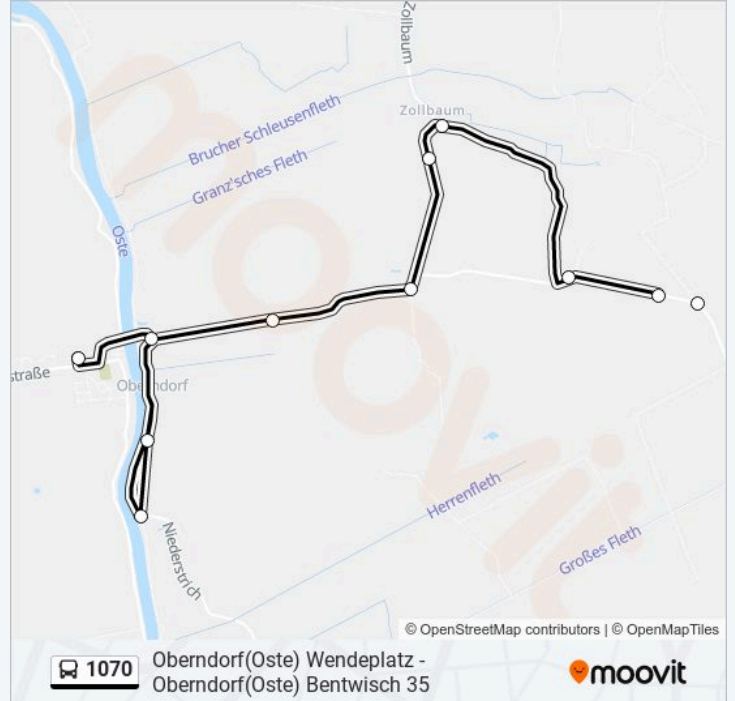 Zollbaum
Zollbaum
Brucher Schleusenfleth
Granz'sches Fleth
Oste
straße
Oberndorf
Herrenfleth
Großes Fleth
Niederstrich
moovit
© OpenStreetMap contributors | © OpenMapTiles
1070
Oberndorf(Oste) Wendeplatz -
Oberndorf(Oste) Bentwisch 35
moovit